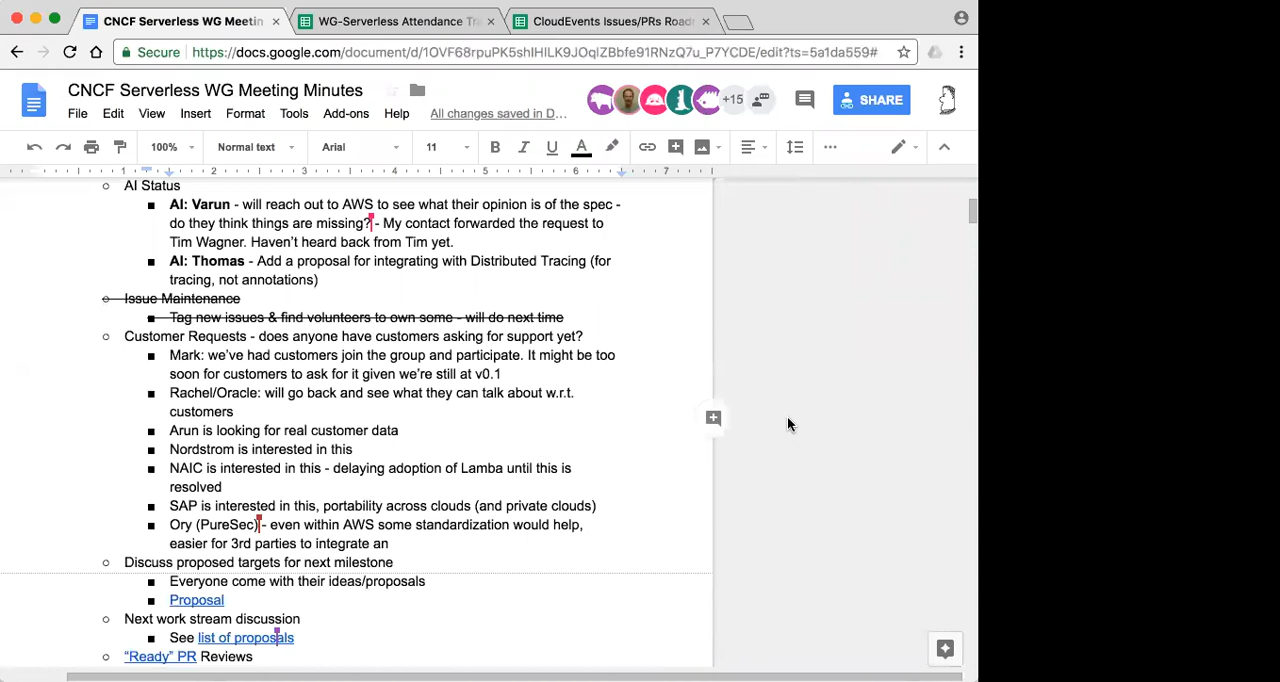 CNCF Serverless WG Meetin
WG-Serverless Attendance Tra
CloudEvents Issues/PRs Road
Secure
https://docs.google.com/document/d/1OVF68rpuPK5shIHILK9JOqlZBbfe91RNzQ7u_P7YCDE/edit?ts=5a1da559#
CNCF Serverless WG Meeting Minutes
+15
SHARE
File Edit View Insert Format Tools Add-ons Help All changes saved in D...
100% Normal text Arial 11 B I U A
1 1 2 3 4 5 6 7
AI Status
AI: Varun - will reach out to AWS to see what their opinion is of the spec -
do they think things are missing? - My contact forwarded the request to
Tim Wagner. Haven't heard back from Tim yet.
AI: Thomas - Add a proposal for integrating with Distributed Tracing (for
tracing, not annotations)
Issue Maintenance
Tag new issues & find volunteers to own some - will do next time
Customer Requests - does anyone have customers asking for support yet?
Mark: we've had customers join the group and participate. It might be too
soon for customers to ask for it given we're still at v0.1
Rachel/Oracle: will go back and see what they can talk about w.r.t.
customers
Arun is looking for real customer data
Nordstrom is interested in this
NAIC is interested in this - delaying adoption of Lamba until this is
resolved
SAP is interested in this, portability across clouds (and private clouds)
Ory (PureSec) - even within AWS some standardization would help,
easier for 3rd parties to integrate an
Discuss proposed targets for next milestone
Everyone come with their ideas/proposals
Proposal
Next work stream discussion
See list of proposals
"Ready" PR Reviews